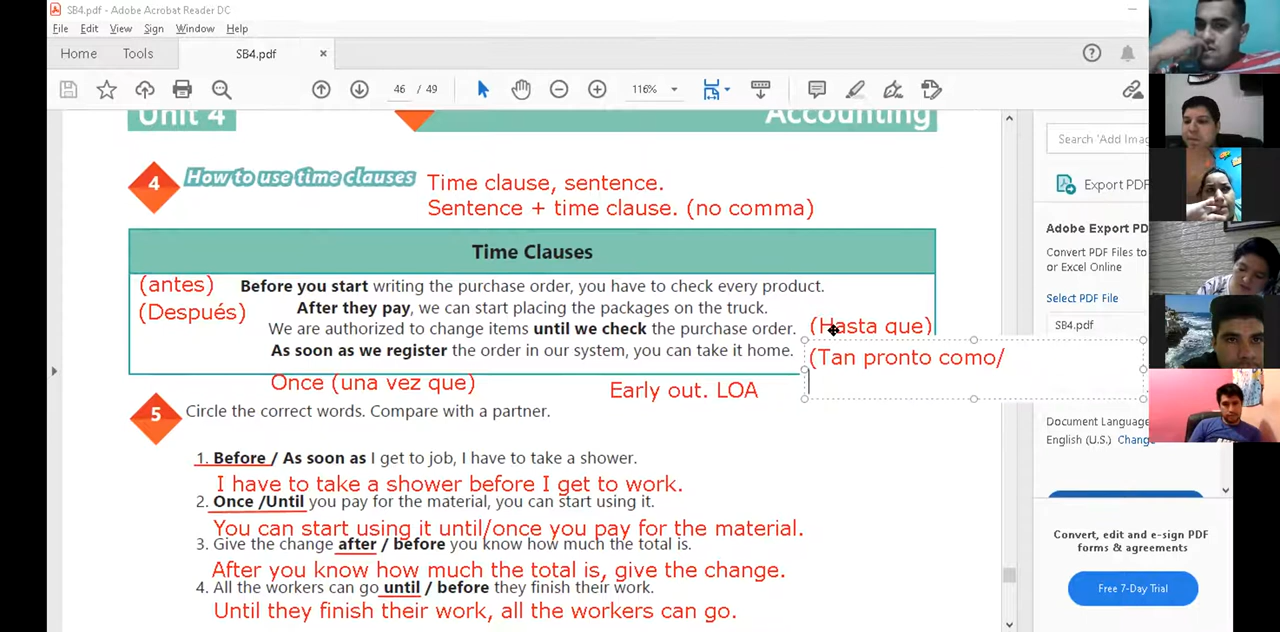 SB4.pdf - Adobe Acrobat Reader DC
File Edit View Sign Window Help
Home Tools SB4.pdf ×
46 / 49 116%
Unit 4 Accounting
Search 'Add Imag
4 How to use time clauses
Time clause, sentence.
Sentence + time clause. (no comma)
Export PDF
Adobe Export PD
Convert PDF Files to
or Excel Online
Select PDF File
SB4.pdf
Time Clauses
(antes) Before you start writing the purchase order, you have to check every product.
(Después) After they pay, we can start placing the packages on the truck.
We are authorized to change items until we check the purchase order. (Hasta que)
As soon as we register the order in our system, you can take it home. (Tan pronto como/
Once (una vez que) Early out. LOA
5 Circle the correct words. Compare with a partner.
Document Language
English (U.S.) Change
1. Before / As soon as I get to job, I have to take a shower.
I have to take a shower before I get to work.
2. Once /Until you pay for the material, you can start using it.
You can start using it until/once you pay for the material.
3. Give the change after / before you know how much the total is.
After you know how much the total is, give the change.
4. All the workers can go until / before they finish their work.
Until they finish their work, all the workers can go.
Convert, edit and e-sign PDF
forms & agreements
Free 7-Day Trial